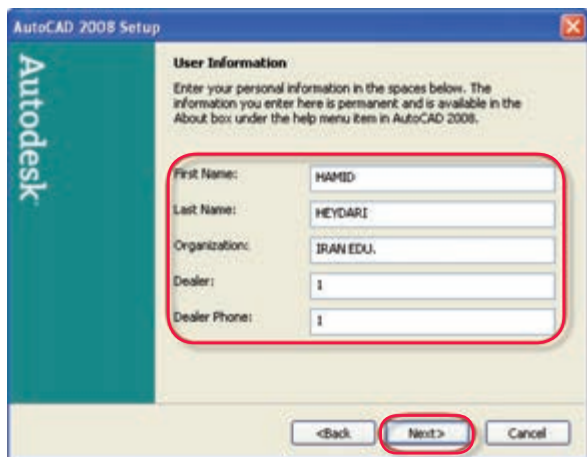 AutoCAD 2008 Setup
Autodesk
User Information
Enter your personal information in the spaces below. The
information you enter here is permanent and is available in the
About box under the help menu item in AutoCAD 2008.
First Name: HAMID
Last Name: HEYDARI
Organization: IRAN EDU.
Dealer: 1
Dealer Phone: 1
<Back Next> Cancel